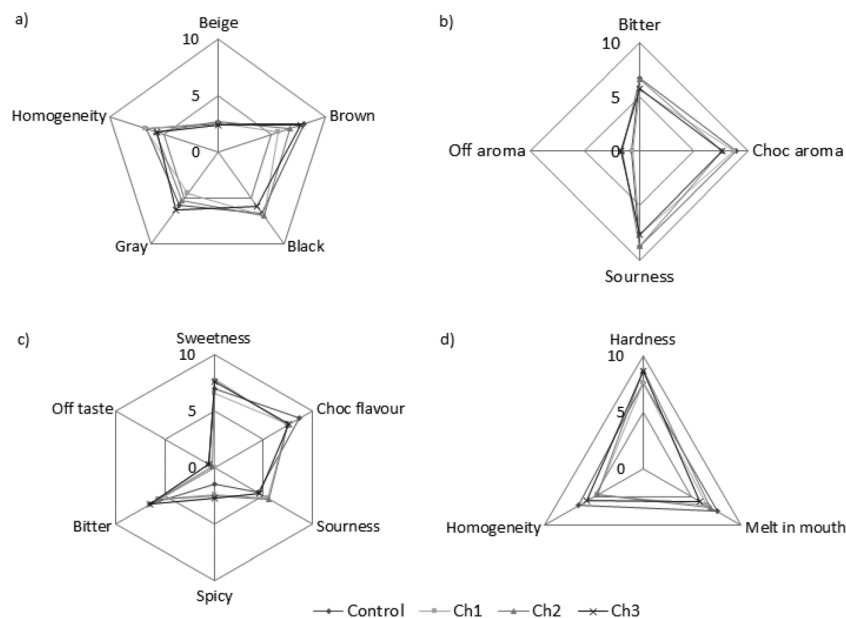 a)
Beige
10
5
0
Homogeneity
Brown
Gray
Black
b)
Bitter
10
5
0
Off aroma
Choc aroma
Sourness
c)
Sweetness
10
5
0
Off taste
Choc flavour
Bitter
Sourness
Spicy
d)
Hardness
10
5
0
Homogeneity
Melt in mouth
Control Ch1 Ch2 Ch3